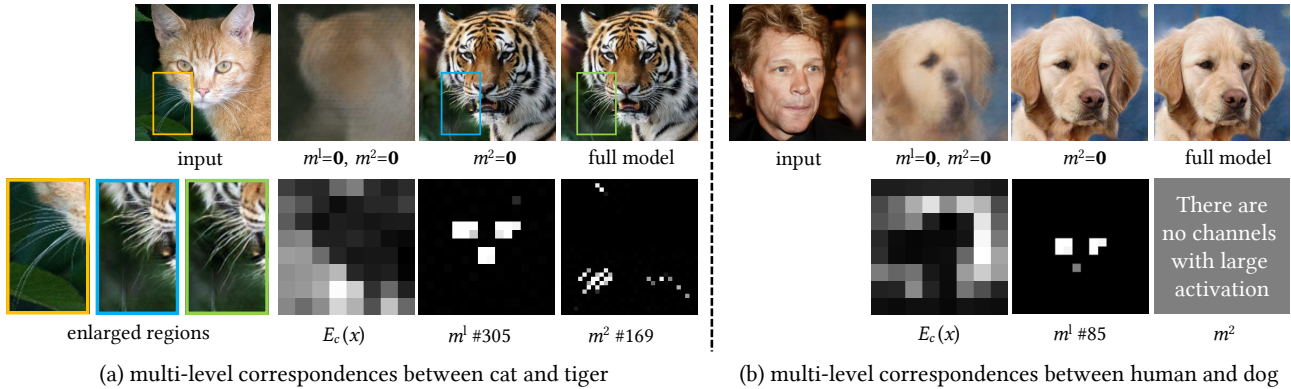 input
m¹=0, m²=0
m²=0
full model
input
m¹=0, m²=0
m²=0
full model
There are
no channels
with large
activation
enlarged regions
E_c(x)
m¹ #305
m² #169
E_c(x)
m¹ #85
m²
(a) multi-level correspondences between cat and tiger
(b) multi-level correspondences between human and dog